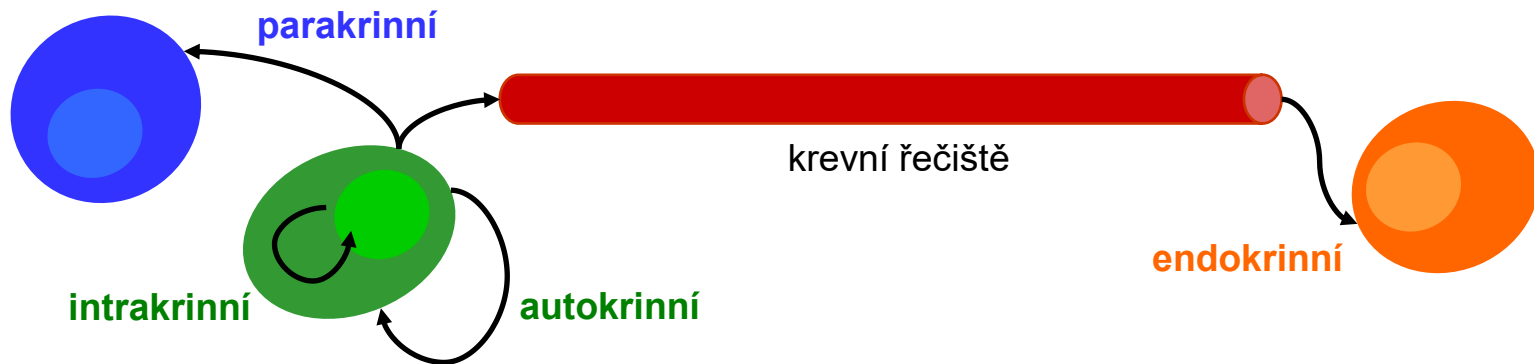 parakrinní
krevní řečiště
endokrinní
intrakrinní
autokrinní